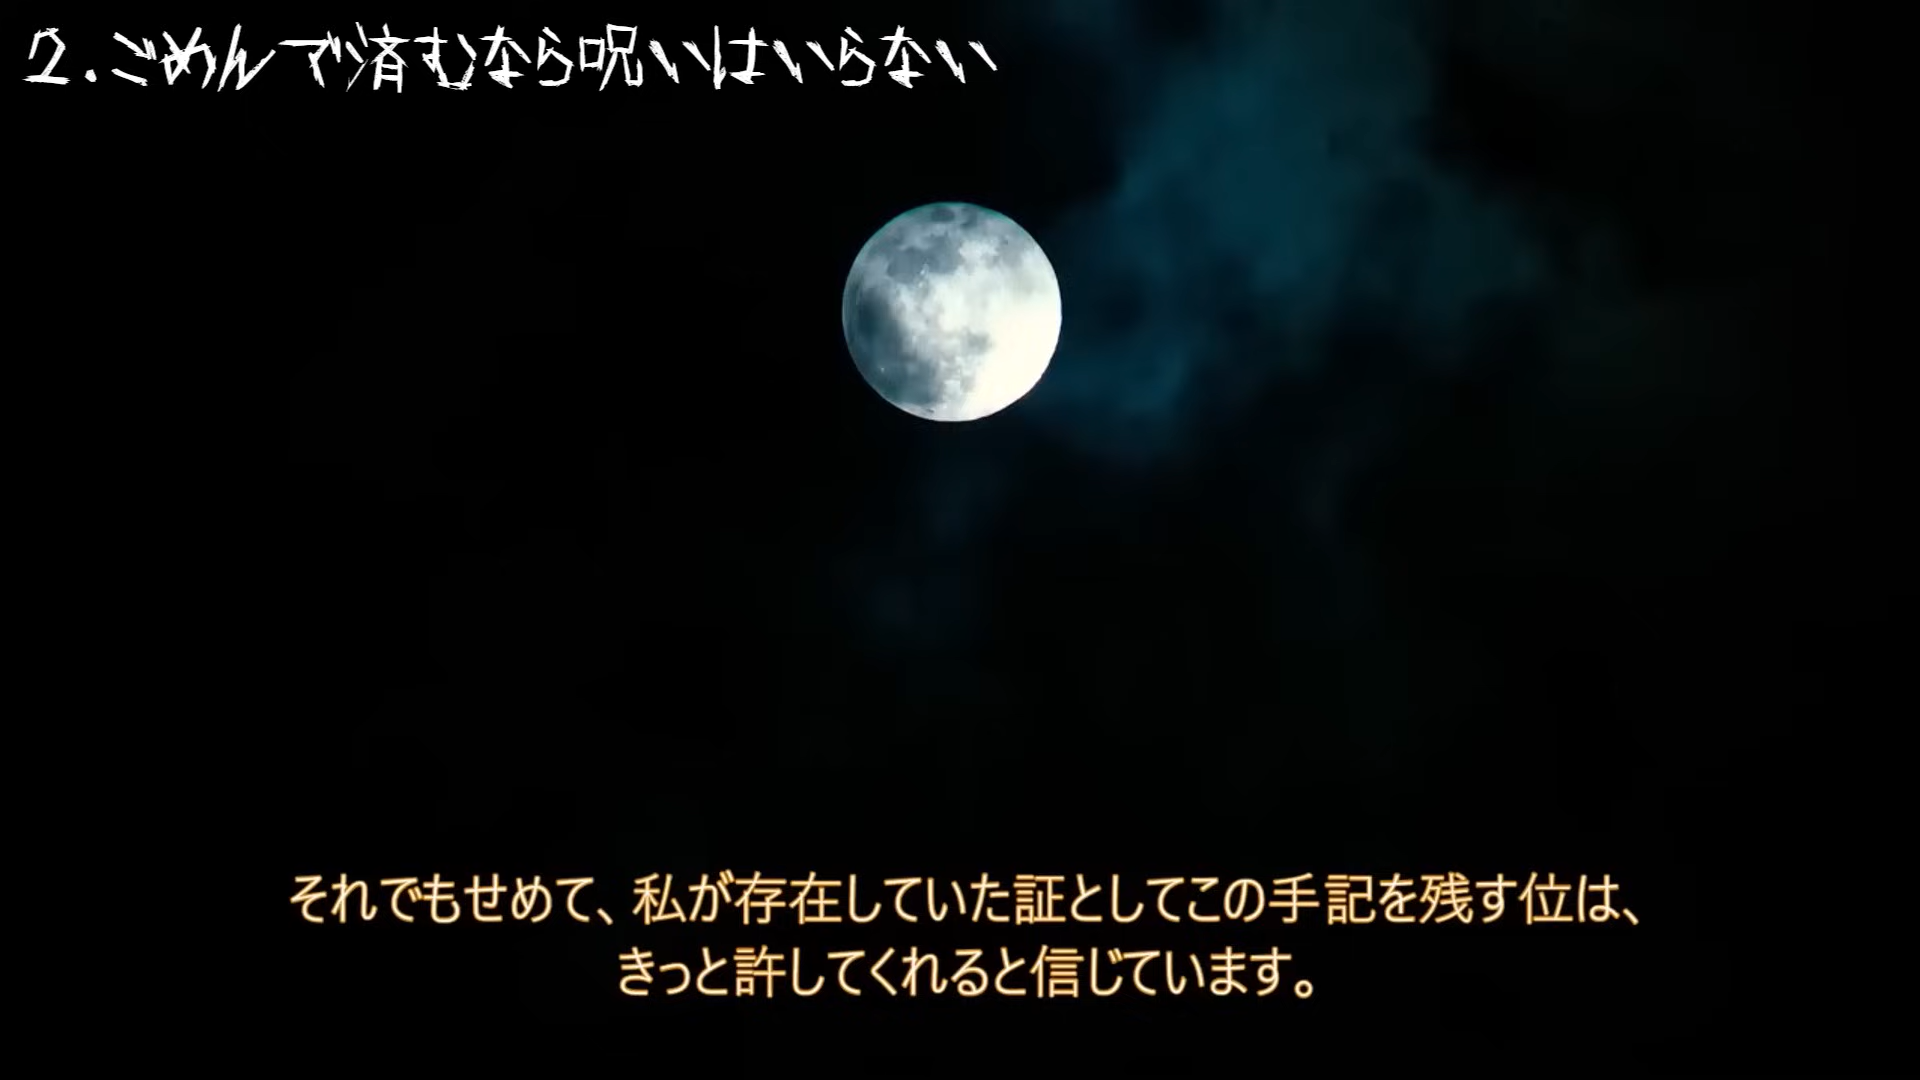 2.ごめんで済むなら呪いはいらない
それでもせめて、私が存在していた証としてこの手記を残す位は、
きっと許してくれると信じています。